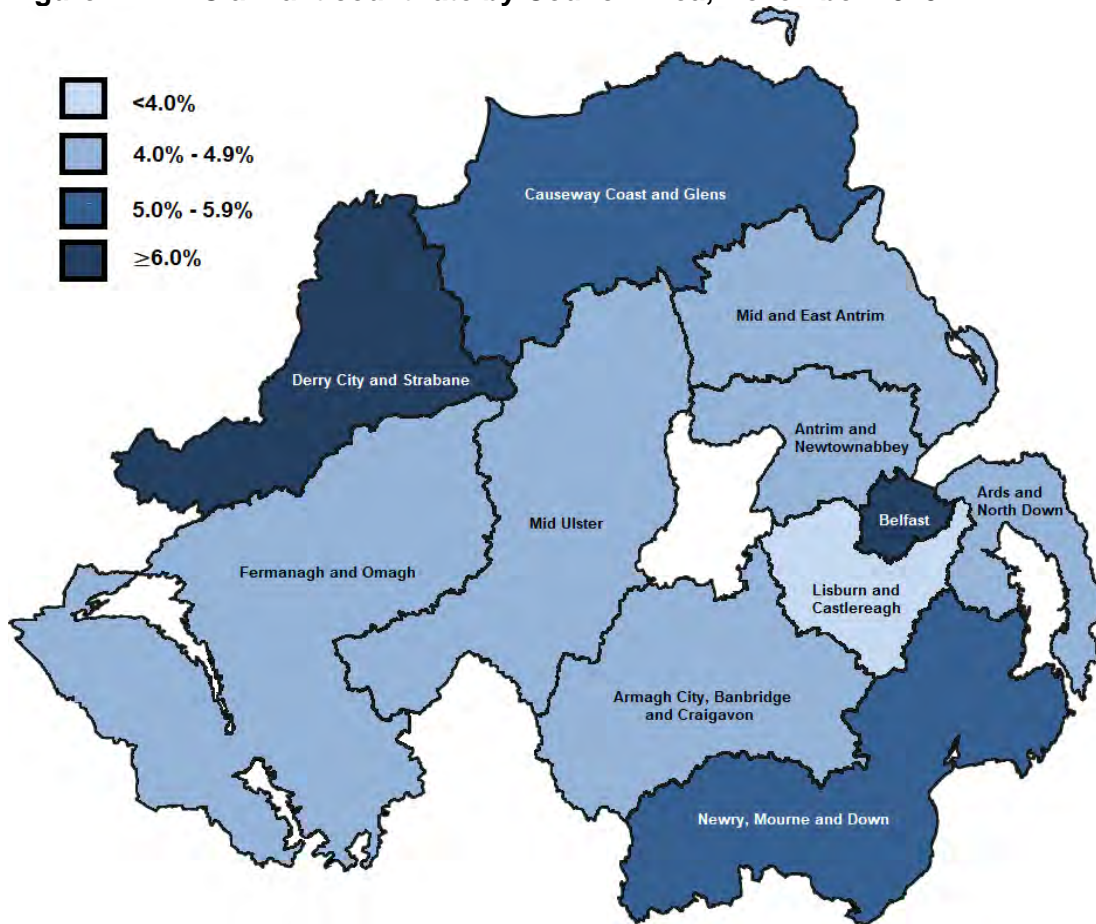 <4.0%
4.0% - 4.9%
5.0% - 5.9%
≥6.0%
Causeway Coast and Glens
Mid and East Antrim
Derry City and Strabane
Antrim and
Newtownabbey
Ards and
North Down
Belfast
Mid Ulster
Fermanagh and Omagh
Lisburn and
Castlereagh
Armagh City, Banbridge
and Craigavon
Newry, Mourne and Down